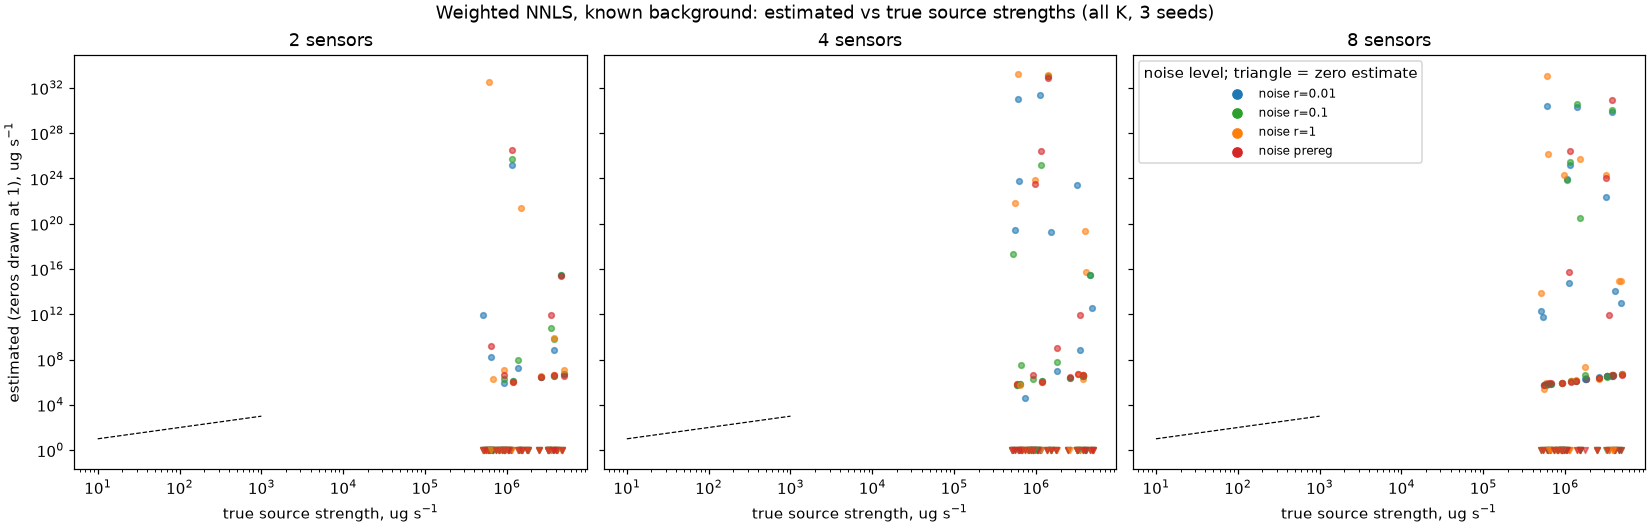 Weighted NNLS, known background: estimated vs true source strengths (all K, 3 seeds)
2 sensors
4 sensors
8 sensors
estimated (zeros drawn at 1), ug s⁻¹
10³²
10²⁸
10²⁴
10²⁰
10¹⁶
10¹²
10⁸
10⁴
10⁰
noise level; triangle = zero estimate
noise r=0.01
noise r=0.1
noise r=1
noise prereg
10¹ 10² 10³ 10⁴ 10⁵ 10⁶
10¹ 10² 10³ 10⁴ 10⁵ 10⁶
10¹ 10² 10³ 10⁴ 10⁵ 10⁶
true source strength, ug s⁻¹
true source strength, ug s⁻¹
true source strength, ug s⁻¹